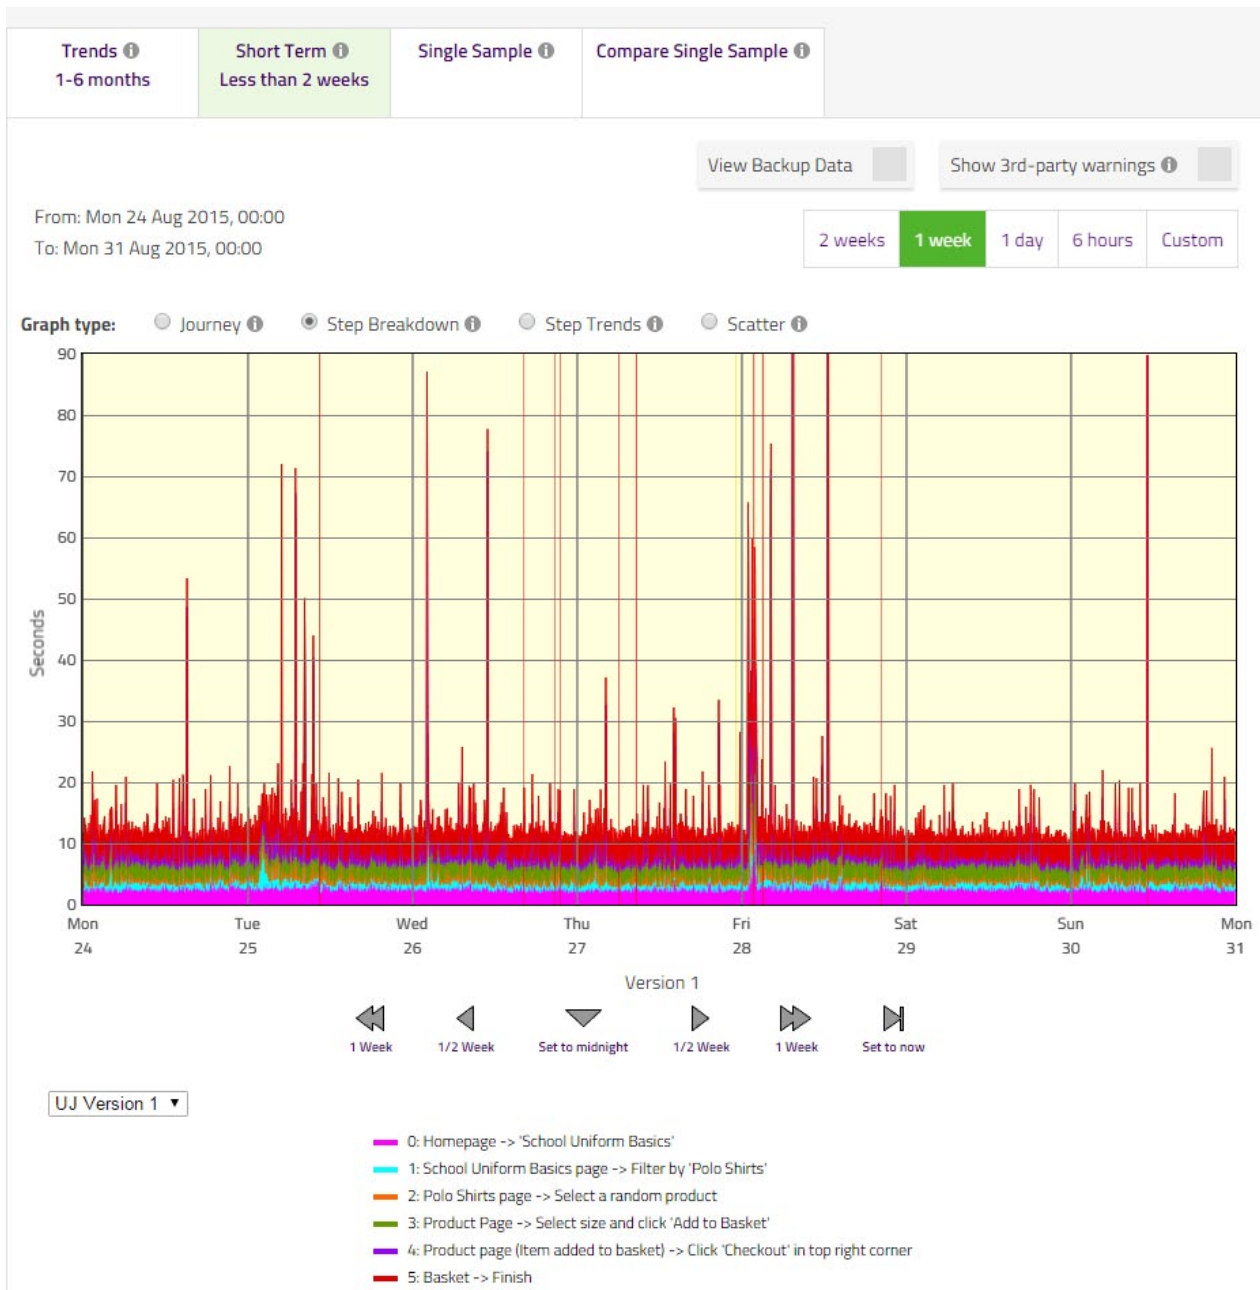 Trends
Short Term
Single Sample
Compare Single Sample
1-6 months
Less than 2 weeks
View Backup Data
Show 3rd-party warnings
From: Mon 24 Aug 2015, 00:00
To: Mon 31 Aug 2015, 00:00
2 weeks
1 week
1 day
6 hours
Custom
Graph type:
Journey
Step Breakdown
Step Trends
Scatter
90
80
70
60
50
40
30
20
10
0
Seconds
Mon
24
Tue
25
Wed
26
Thu
27
Fri
28
Sat
29
Sun
30
Mon
31
Version 1
1 Week
1/2 Week
Set to midnight
1/2 Week
1 Week
Set to now
UJ Version 1
0: Homepage -> 'School Uniform Basics'
1: School Uniform Basics page -> Filter by 'Polo Shirts'
2: Polo Shirts page -> Select a random product
3: Product Page -> Select size and click 'Add to Basket'
4: Product page (Item added to basket) -> Click 'Checkout' in top right corner
5: Basket -> Finish